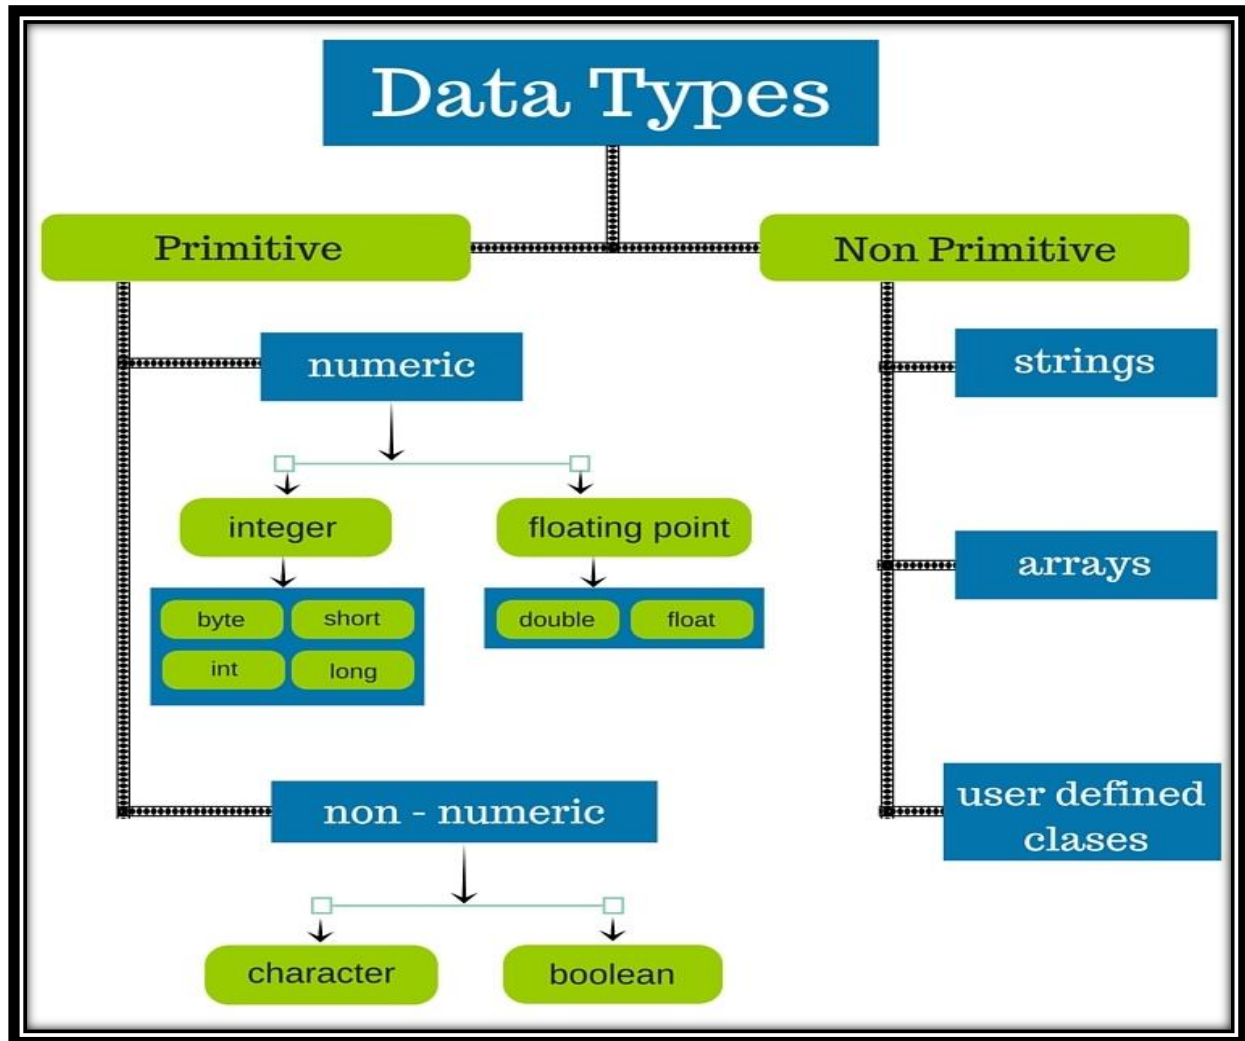 Data Types
Primitive
Non Primitive
numeric
strings
integer
floating point
arrays
byte
short
double
float
int
long
non - numeric
user defined
clases
character
boolean